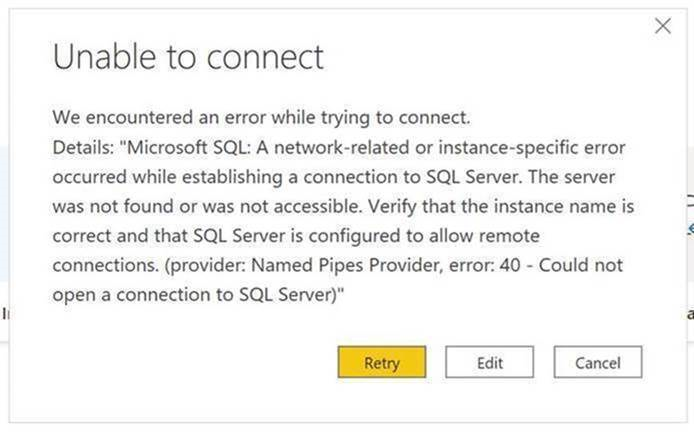 Unable to connect
We encountered an error while trying to connect.
Details: "Microsoft SQL: A network-related or instance-specific error
occurred while establishing a connection to SQL Server. The server
was not found or was not accessible. Verify that the instance name is
correct and that SQL Server is configured to allow remote
connections. (provider: Named Pipes Provider, error: 40 - Could not
open a connection to SQL Server)"
Retry Edit Cancel